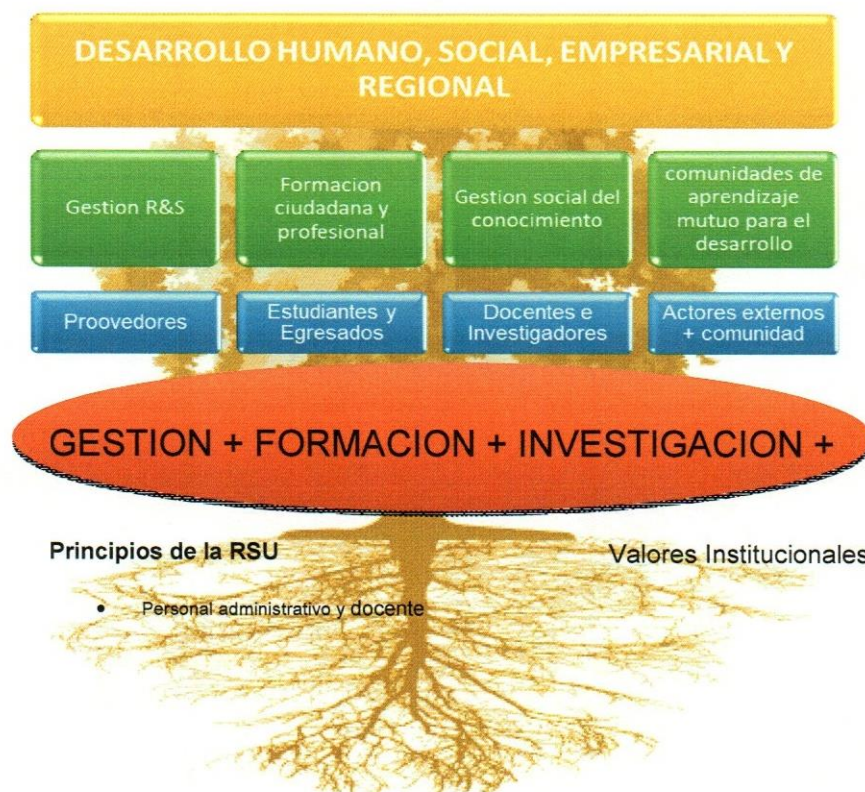 DESARROLLO HUMANO, SOCIAL, EMPRESARIAL Y
REGIONAL
Gestion R&S
Formacion
ciudadana y
profesional
Gestion social del
conocimiento
comunidades de
aprendizaje
mutuo para el
desarrollo
Proovedores
Estudiantes y
Egresados
Docentes e
Investigadores
Actores externos
+ comunidad
GESTION + FORMACION + INVESTIGACION +
Principios de la RSU
Valores Institucionales
• Personal administrativo y docente